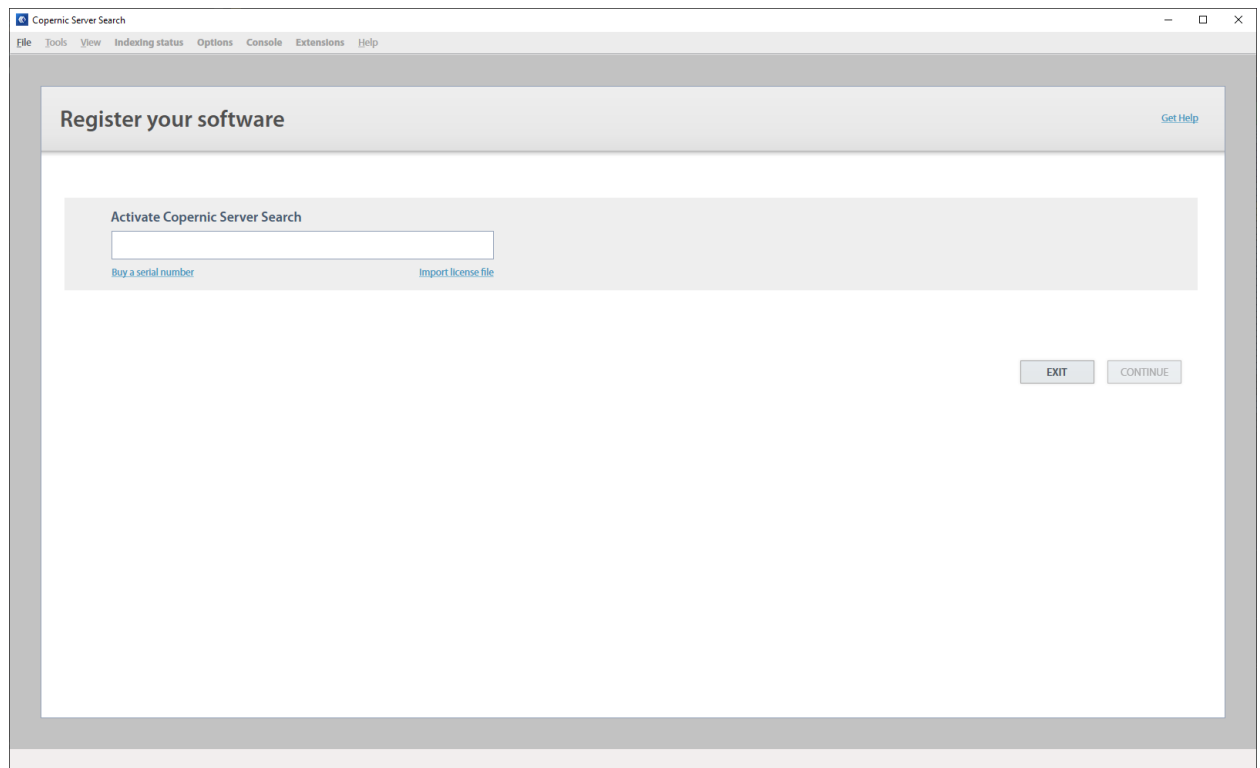 Copernic Server Search
File Tools View Indexing status Options Console Extensions Help
Register your software Get Help
Activate Copernic Server Search
Buy a serial number Import license file
EXIT CONTINUE